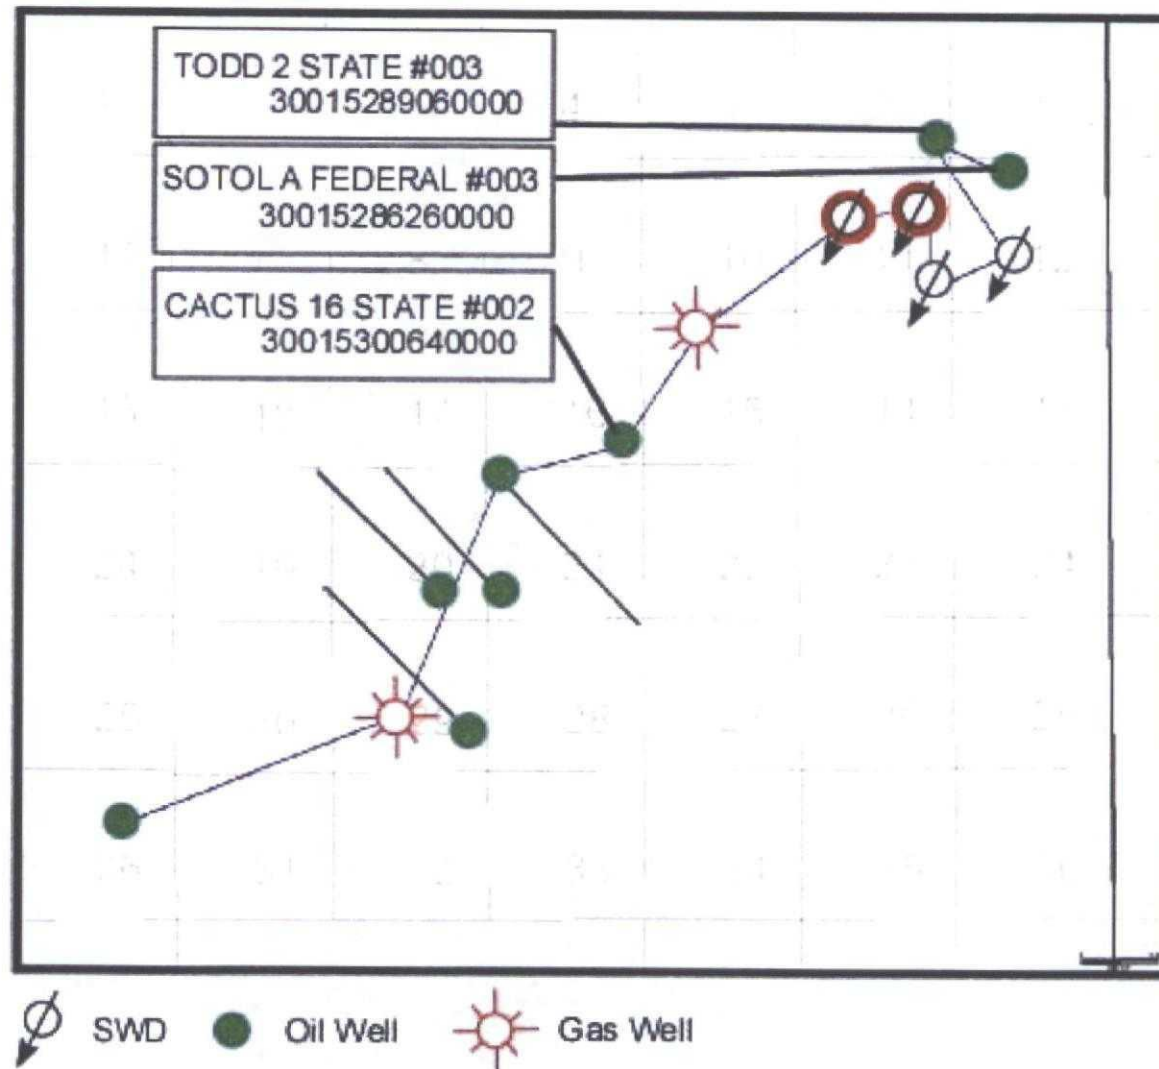 TODD 2 STATE #003
30015289060000
SOTOL A FEDERAL #003
30015286260000
CACTUS 16 STATE #002
30015300640000
SWD
Oil Well
Gas Well